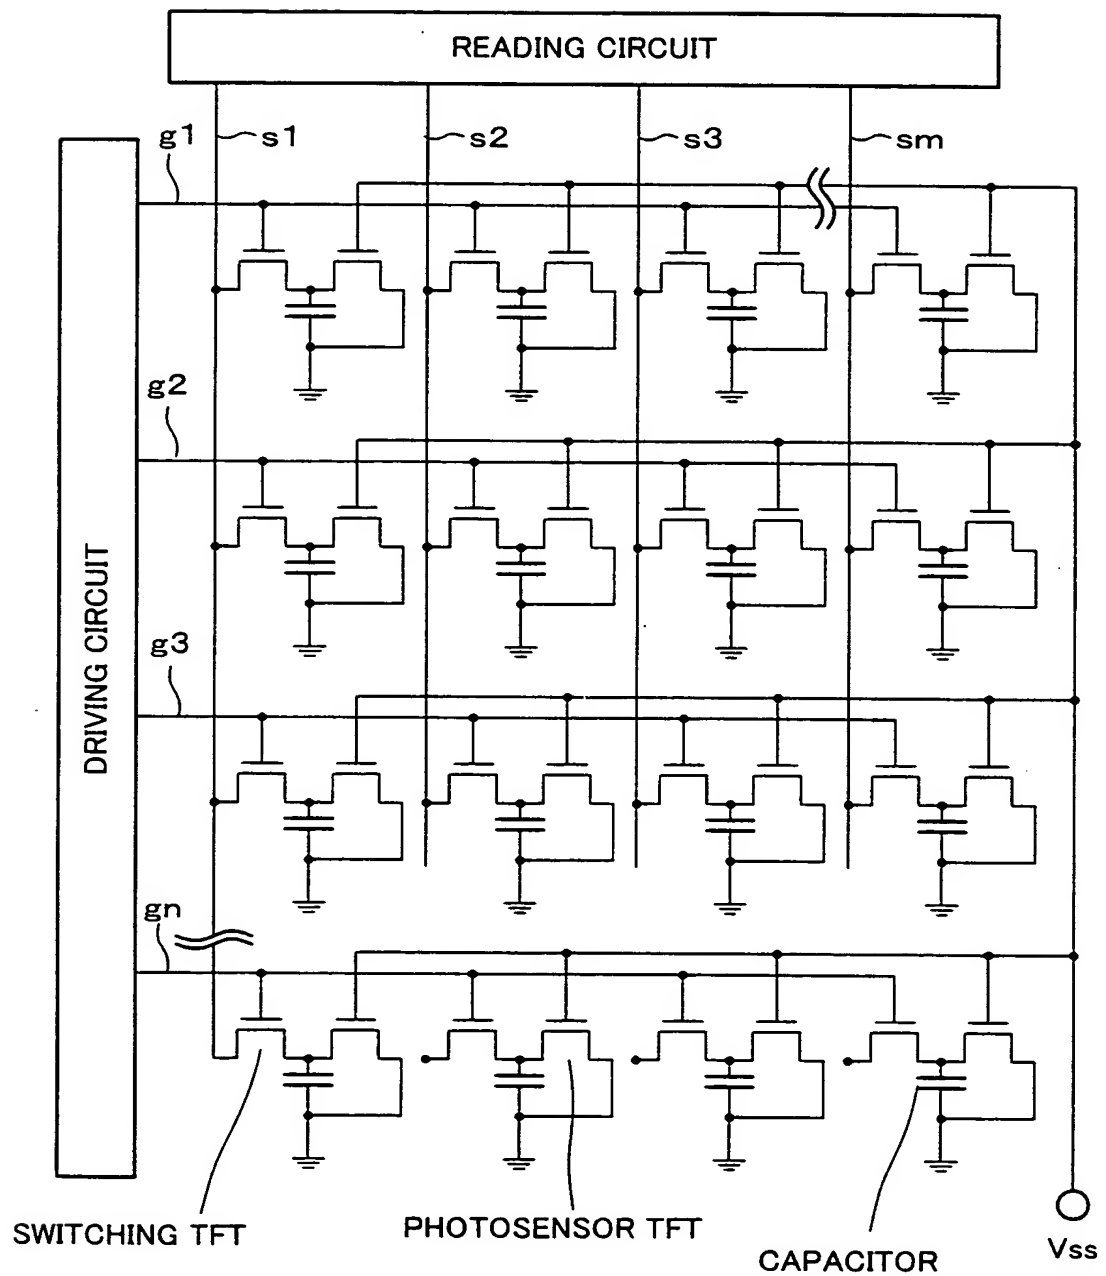 READING CIRCUIT
g1
s1
s2
s3
sm
g2
DRIVING CIRCUIT
g3
gn
SWITCHING TFT
PHOTOSENSOR TFT
CAPACITOR
Vss